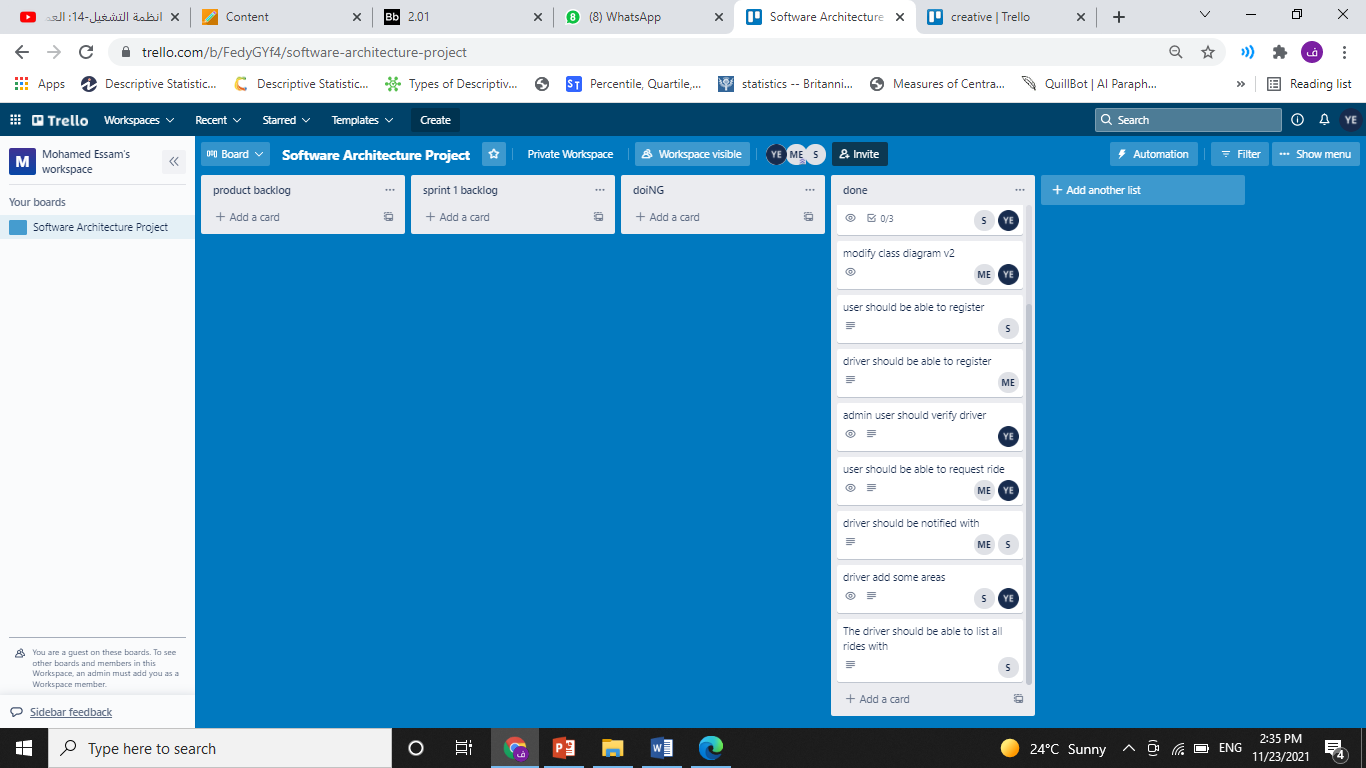 انظمة التشغيل-14: الع
Content
2.01
(8) WhatsApp
Software Architecture
creative | Trello
trello.com/b/FedyGYf4/software-architecture-project
ف
Apps
Descriptive Statistic...
Descriptive Statistic...
Types of Descriptiv...
ST Percentile, Quartile,...
statistics -- Britanni...
Measures of Centra...
QuillBot | AI Paraph...
»
Reading list
Trello
Workspaces
Recent
Starred
Templates
Create
Search
YE
M
Mohamed Essam's
workspace
Board
Software Architecture Project
Private Workspace
Workspace visible
YE ME S
Invite
Automation
Filter
Show menu
Your boards
Software Architecture Project
product backlog
+ Add a card
sprint 1 backlog
+ Add a card
doiNG
+ Add a card
done
0/3
S YE
modify class diagram v2
ME YE
user should be able to register
S
driver should be able to register
ME
admin user should verify driver
YE
user should be able to request ride
ME YE
driver should be notified with
ME S
driver add some areas
S YE
The driver should be able to list all
rides with
S
+ Add a card
+ Add another list
You are a guest on these boards. To see
other boards and members in this
Workspace, an admin must add you as a
Workspace member.
Sidebar feedback
Type here to search
24°C Sunny
ENG
2:35 PM
11/23/2021
4